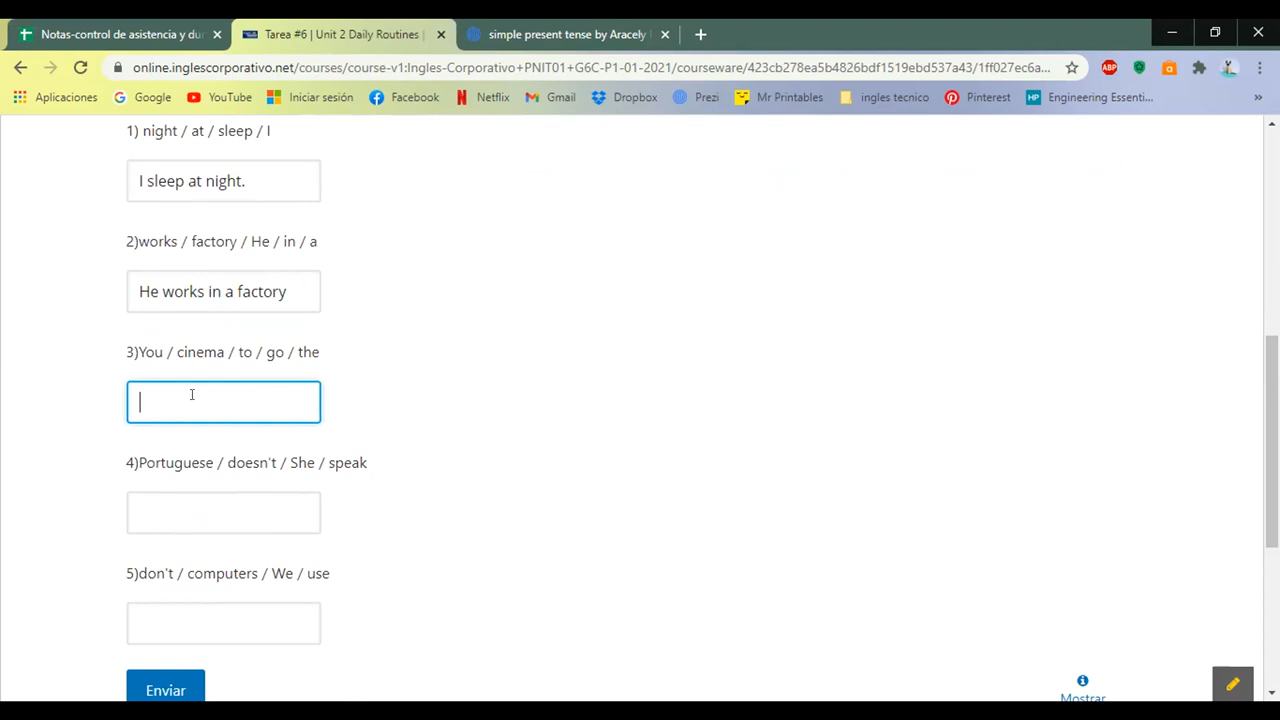 Notas-control de asistencia y du
Tarea #6 | Unit 2 Daily Routines |
simple present tense by Aracely
online.inglescorporativo.net/courses/course-v1:Ingles-Corporativo+PNIT01+G6C-P1-01-2021/courseware/423cb278ea5b4826bdf1519ebd537a43/1ff027ec6a...
ABP
Aplicaciones Google YouTube Iniciar sesión Facebook Netflix Gmail Dropbox Prezi Mr Printables ingles tecnico Pinterest HP Engineering Essenti... »
1) night / at / sleep / I
I sleep at night.
2)works / factory / He / in / a
He works in a factory
3)You / cinema / to / go / the
4)Portuguese / doesn't / She / speak
5)don't / computers / We / use
Enviar
Mostrar